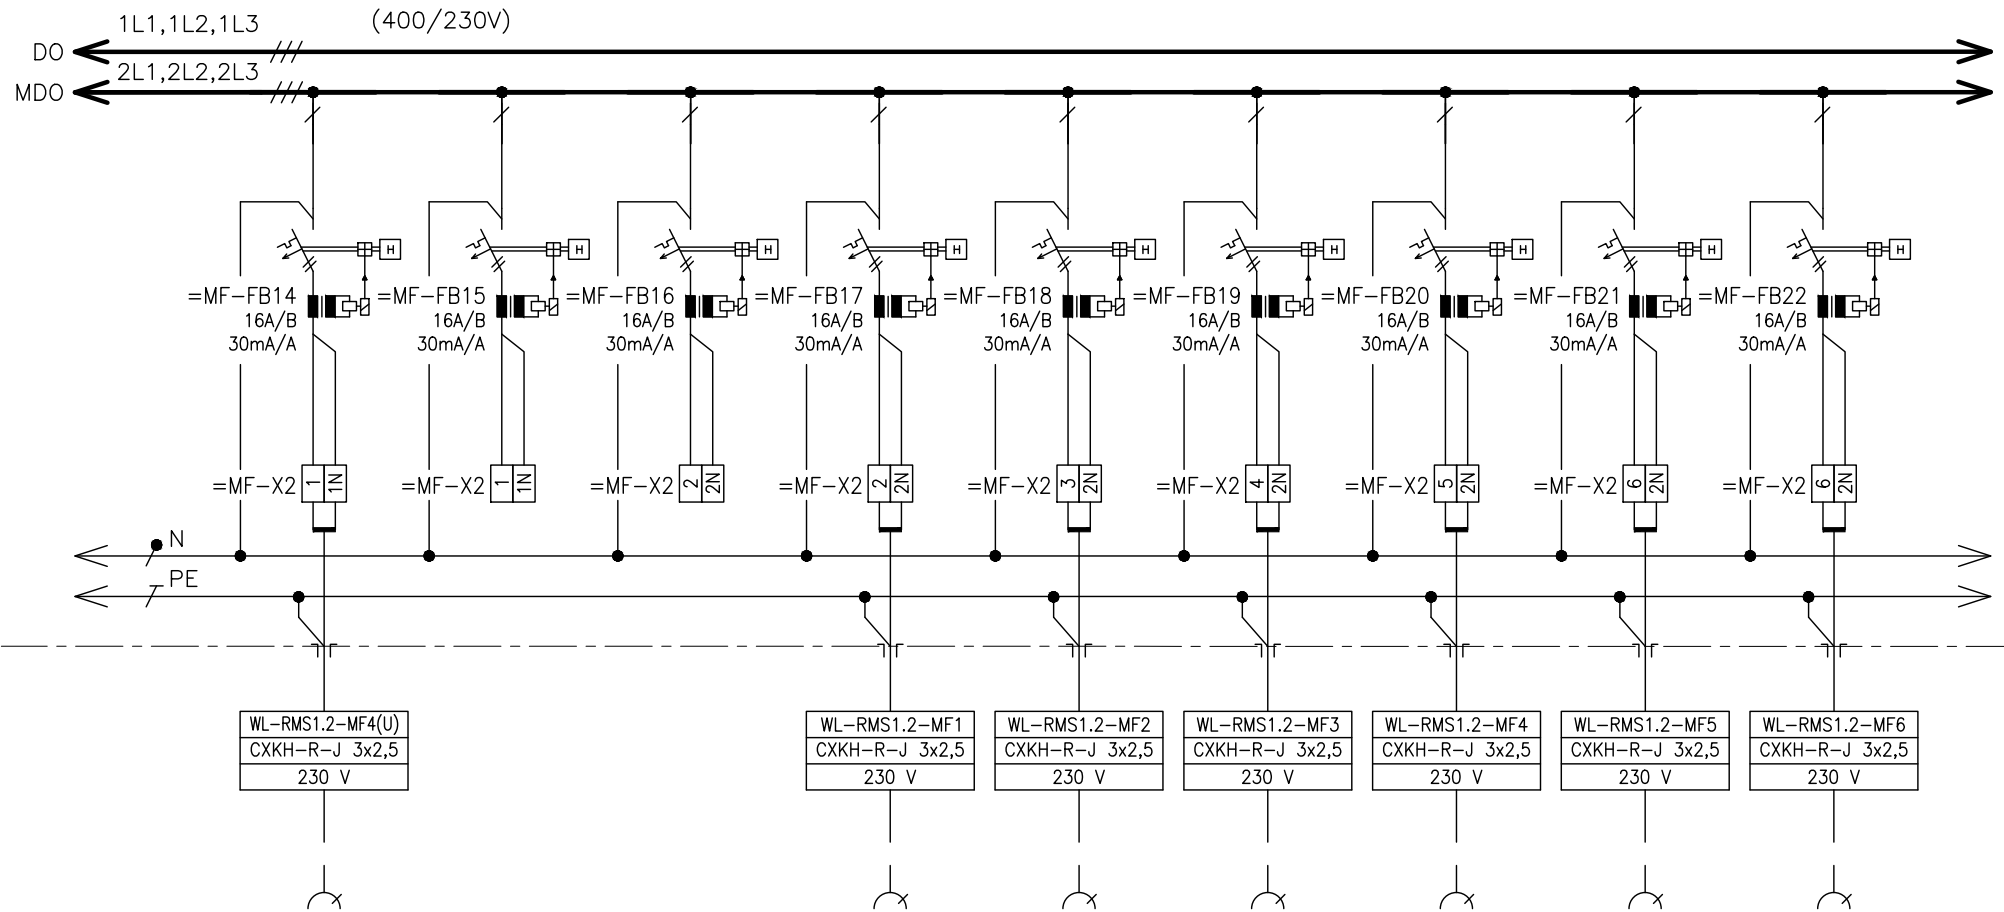 1L1,1L2,1L3 (400/230V)
DO
2L1,2L2,2L3
MDO
H H H H H H H H H
=MF-FB14 =MF-FB15 =MF-FB16 =MF-FB17 =MF-FB18 =MF-FB19 =MF-FB20 =MF-FB21 =MF-FB22
16A/B 16A/B 16A/B 16A/B 16A/B 16A/B 16A/B 16A/B 16A/B
30mA/A 30mA/A 30mA/A 30mA/A 30mA/A 30mA/A 30mA/A 30mA/A 30mA/A
=MF-X2 1 1N =MF-X2 1 1N =MF-X2 2 2N =MF-X2 2 2N =MF-X2 3 2N =MF-X2 4 2N =MF-X2 5 2N =MF-X2 6 2N =MF-X2 6 2N
N
PE
WL-RMS1.2-MF4(U) WL-RMS1.2-MF1 WL-RMS1.2-MF2 WL-RMS1.2-MF3 WL-RMS1.2-MF4 WL-RMS1.2-MF5 WL-RMS1.2-MF6
CXKH-R-J 3x2,5 CXKH-R-J 3x2,5 CXKH-R-J 3x2,5 CXKH-R-J 3x2,5 CXKH-R-J 3x2,5 CXKH-R-J 3x2,5 CXKH-R-J 3x2,5
230 V 230 V 230 V 230 V 230 V 230 V 230 V